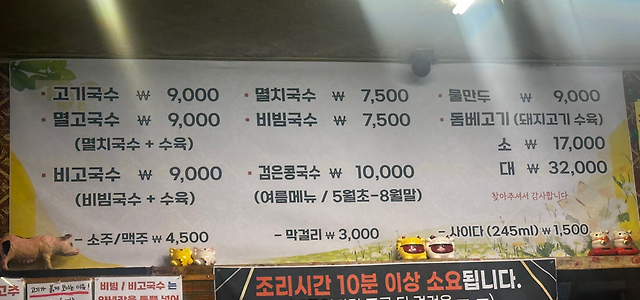 · 고기국수 ₩ 9,000
· 멸치국수 ₩ 7,500
· 물만두 ₩ 9,000
· 멸고국수 ₩ 9,000
· 비빔국수 ₩ 7,500
· 돔베고기 (돼지고기 수육)
(멸치국수 + 수육)
소 ₩ 17,000
대 ₩ 32,000
· 비고국수 ₩ 9,000
· 검은콩국수 ₩ 10,000
(비빔국수 + 수육)
(여름메뉴 / 5월초-8월말)
찾아주셔서 감사합니다
- 소주/맥주 ₩ 4,500
- 막걸리 ₩ 3,000
- 사이다 (245ml) ₩ 1,500
조리시간 10분 이상 소요됩니다.
비빔 / 비고국수 는